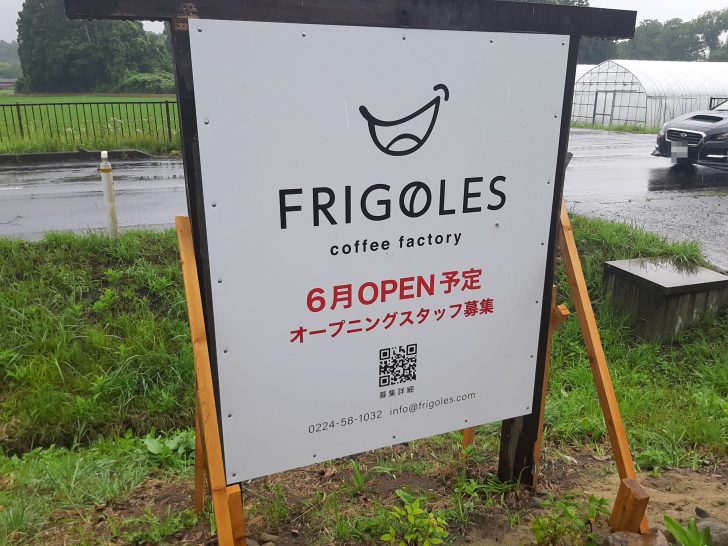 FRIGOLES
coffee factory
6月OPEN予定
オープニングスタッフ募集
募集詳細
0224-58-1032 info@frigoles.com